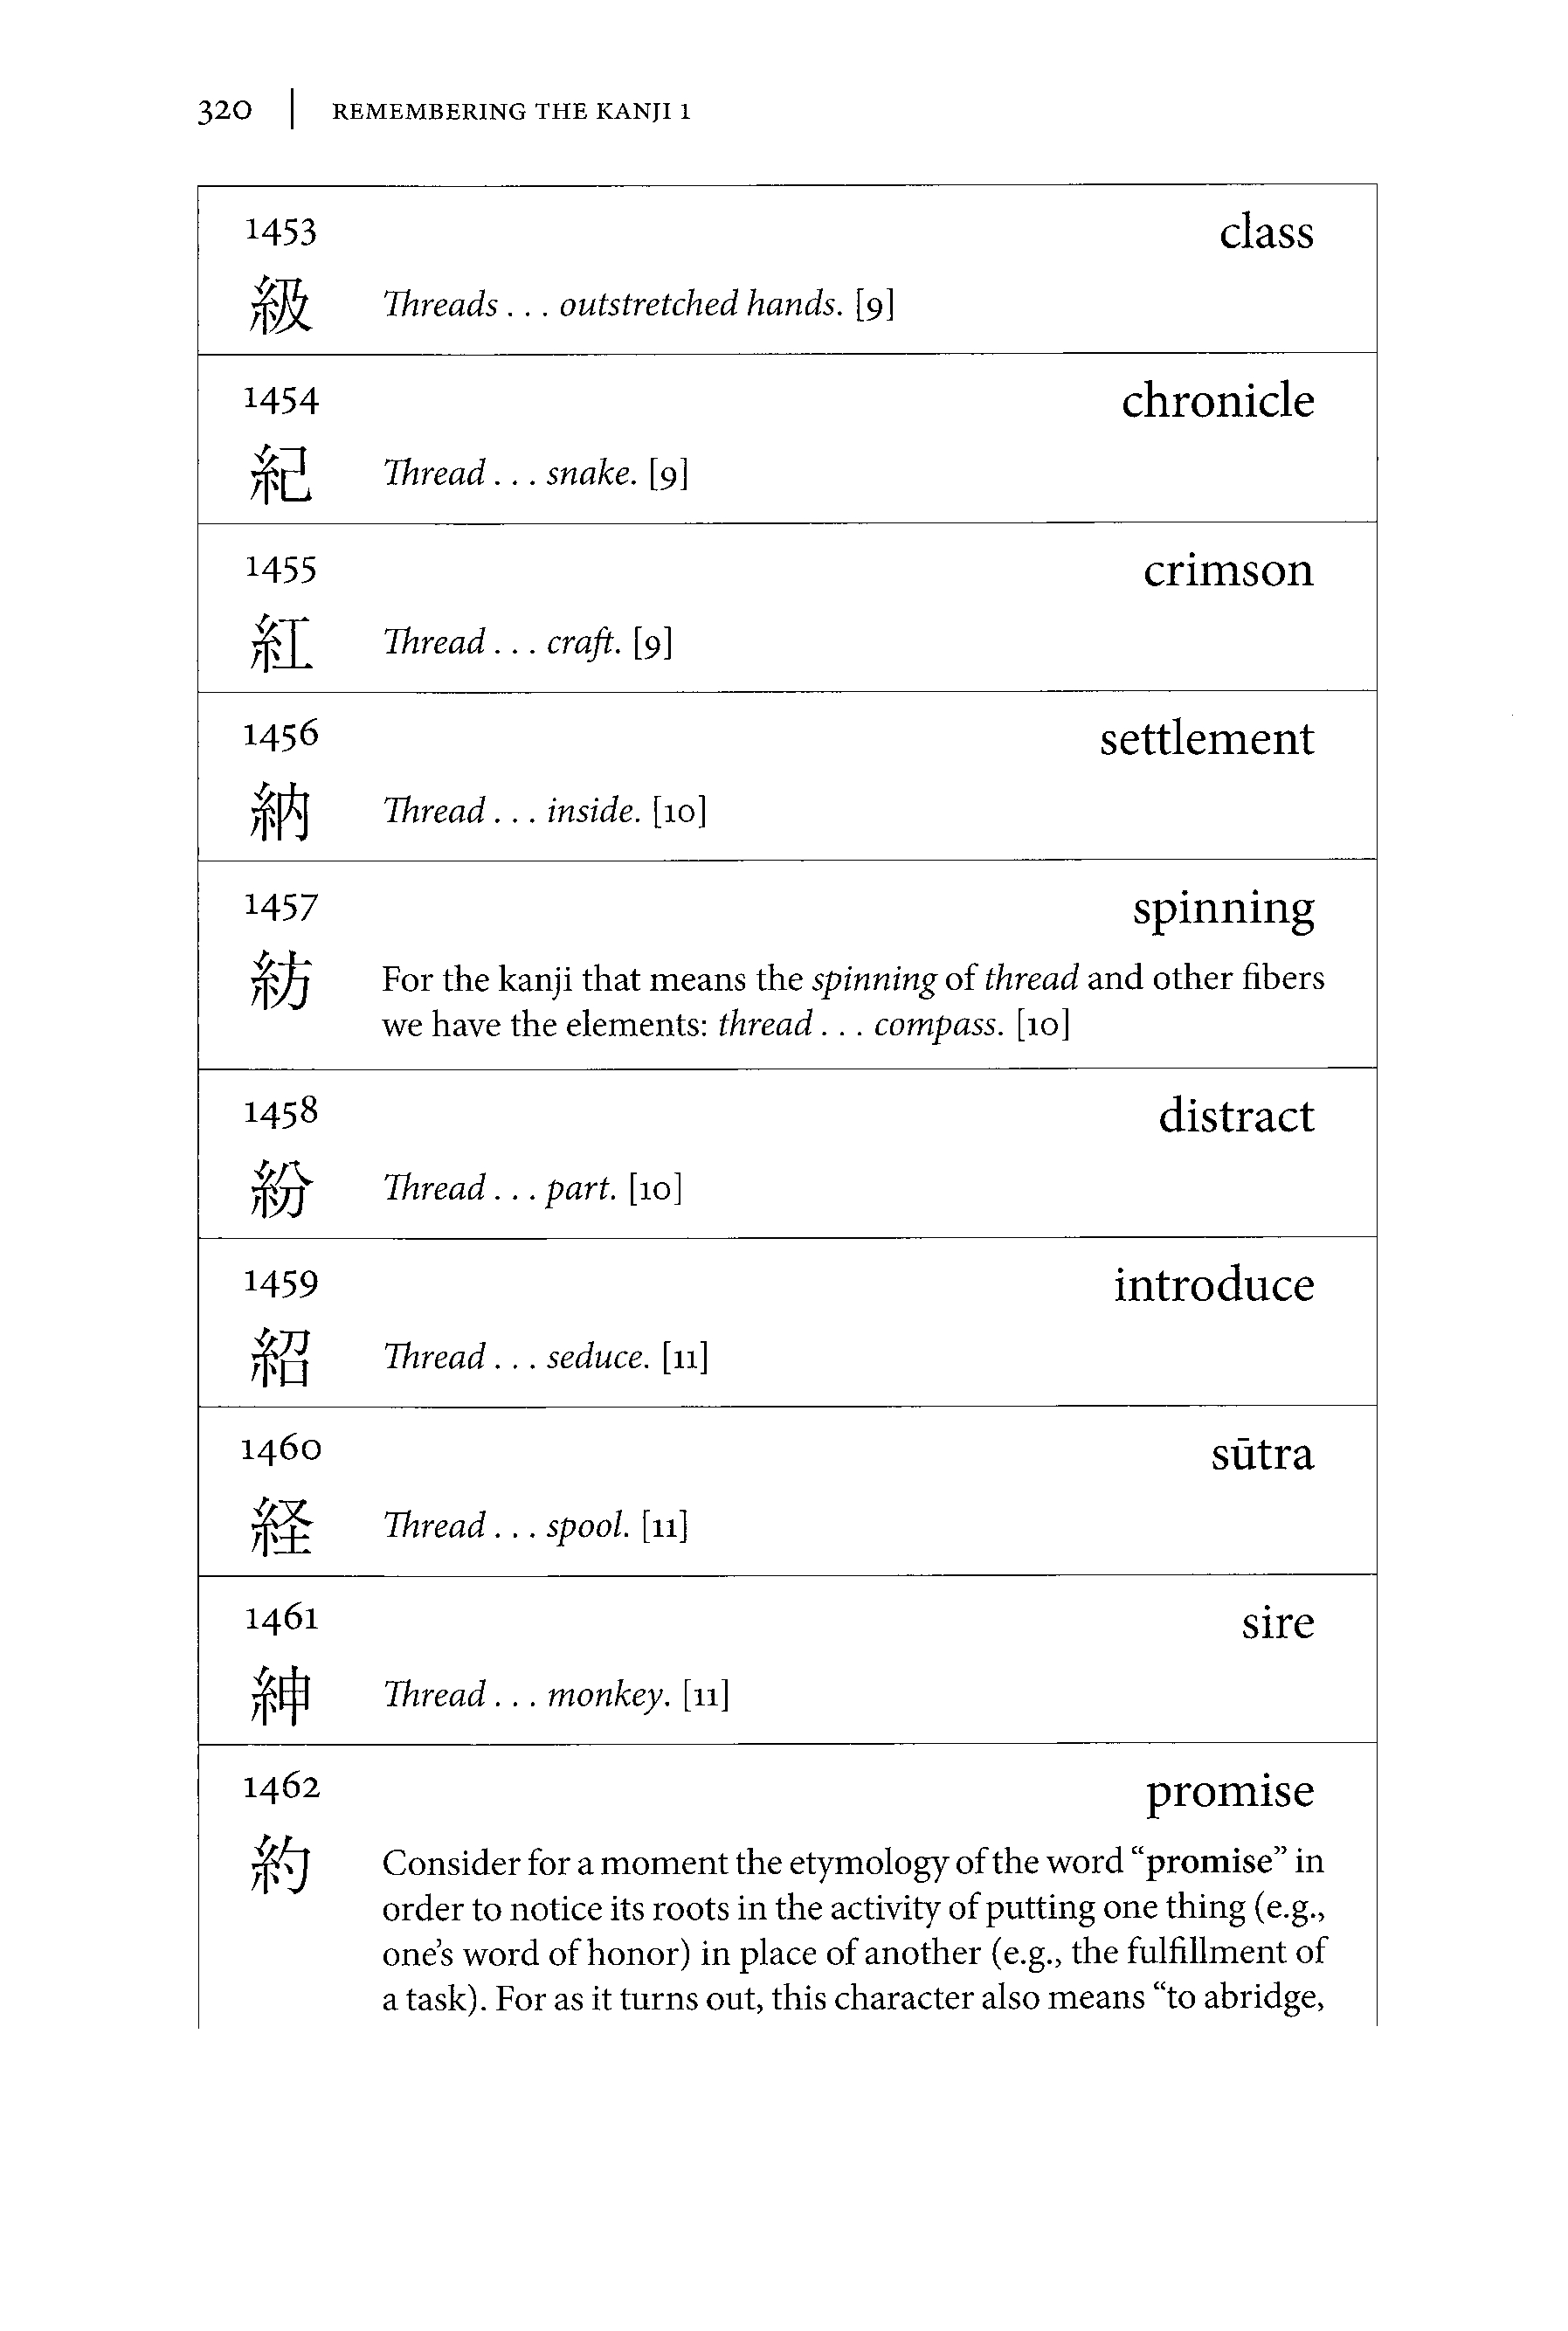 320 | REMEMBERING THE KANJI 1
1453 class
級 Threads . . . outstretched hands. [9]
1454 chronicle
紀 Thread . . . snake. [9]
1455 crimson
紅 Thread . . . craft. [9]
1456 settlement
納 Thread . . . inside. [10]
1457 spinning
紡 For the kanji that means the spinning of thread and other fibers
we have the elements: thread . . . compass. [10]
1458 distract
紛 Thread . . . part. [10]
1459 introduce
紹 Thread . . . seduce. [11]
1460 sūtra
経 Thread . . . spool. [11]
1461 sire
紳 Thread . . . monkey. [11]
1462 promise
約 Consider for a moment the etymology of the word “promise” in
order to notice its roots in the activity of putting one thing (e.g.,
one’s word of honor) in place of another (e.g., the fulfillment of
a task). For as it turns out, this character also means “to abridge,